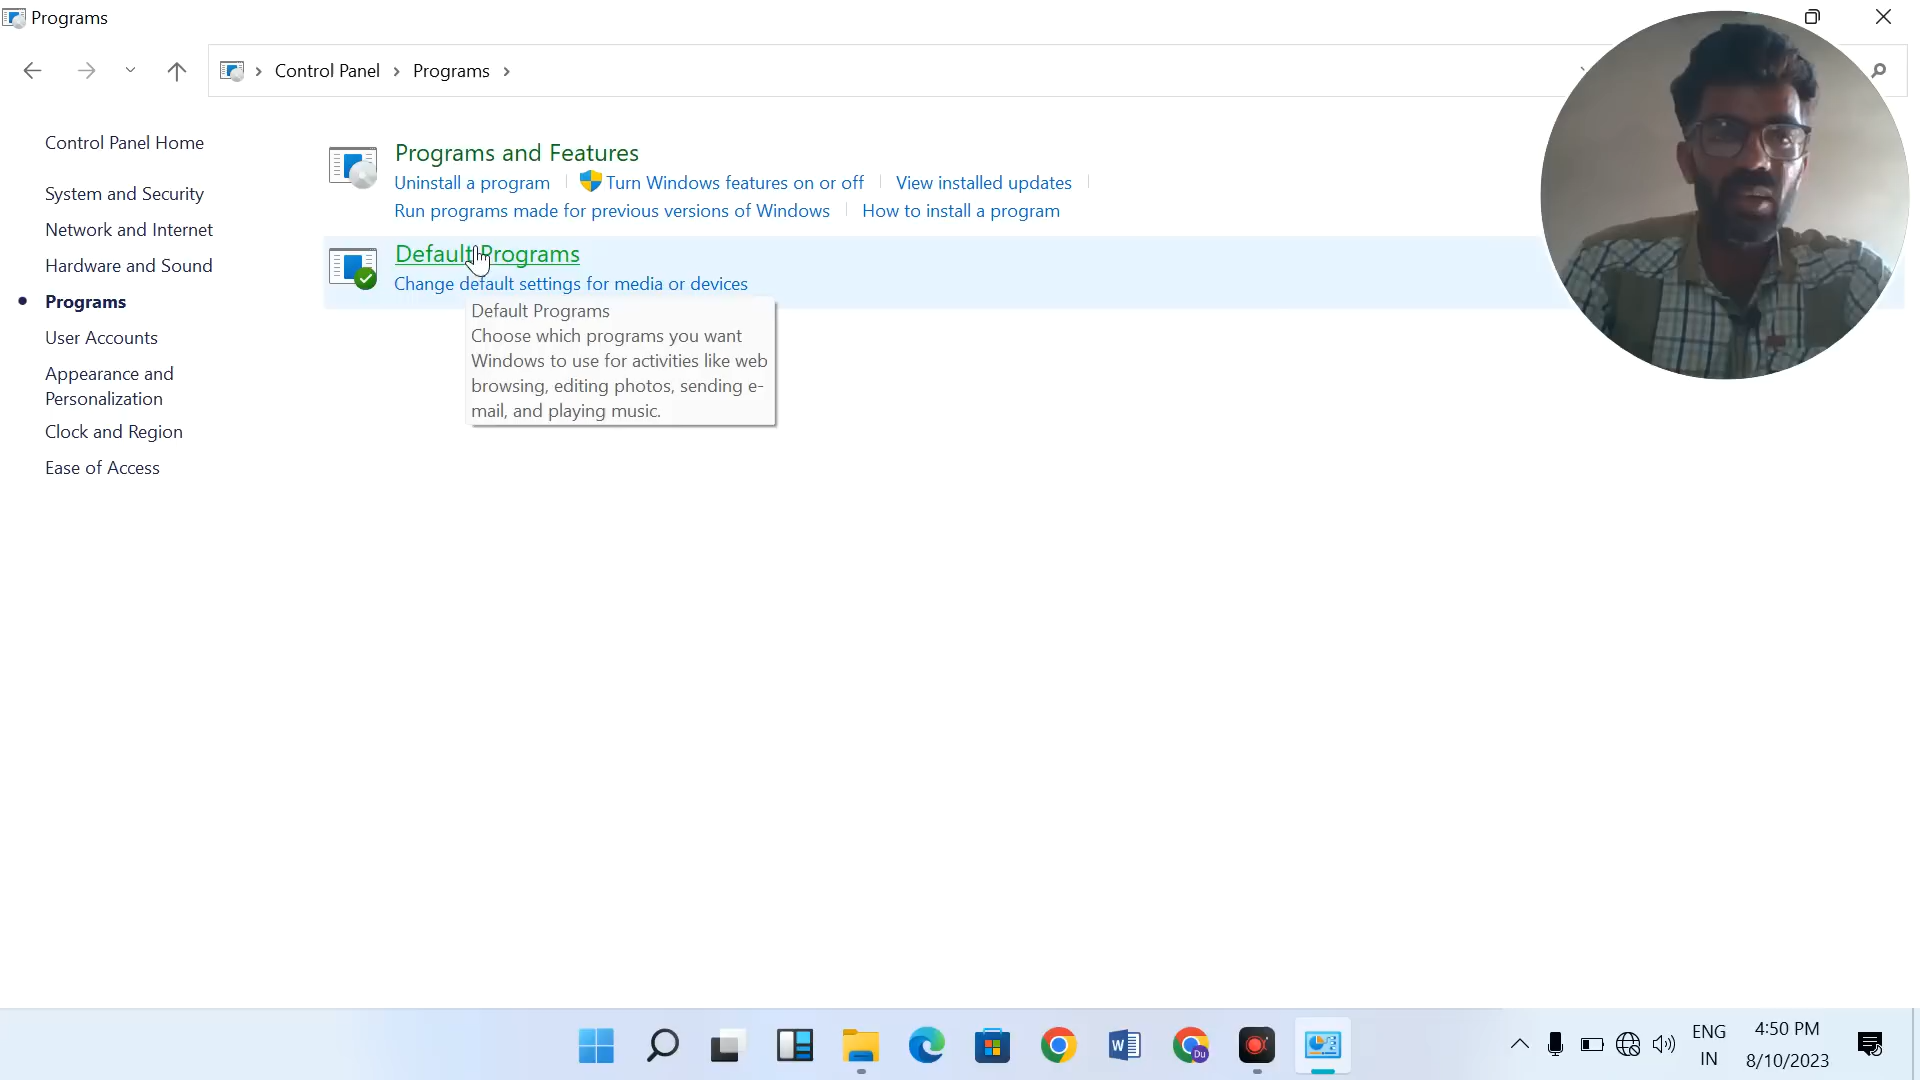 Programs
Control Panel
Programs
Control Panel Home
System and Security
Network and Internet
Hardware and Sound
Programs
User Accounts
Appearance and
Personalization
Clock and Region
Ease of Access
Programs and Features
Uninstall a program
Turn Windows features on or off
View installed updates
Run programs made for previous versions of Windows
How to install a program
Default Programs
Change default settings for media or devices
Default Programs
Choose which programs you want
Windows to use for activities like web
browsing, editing photos, sending e-
mail, and playing music.
Du
ENG
IN
4:50 PM
8/10/2023